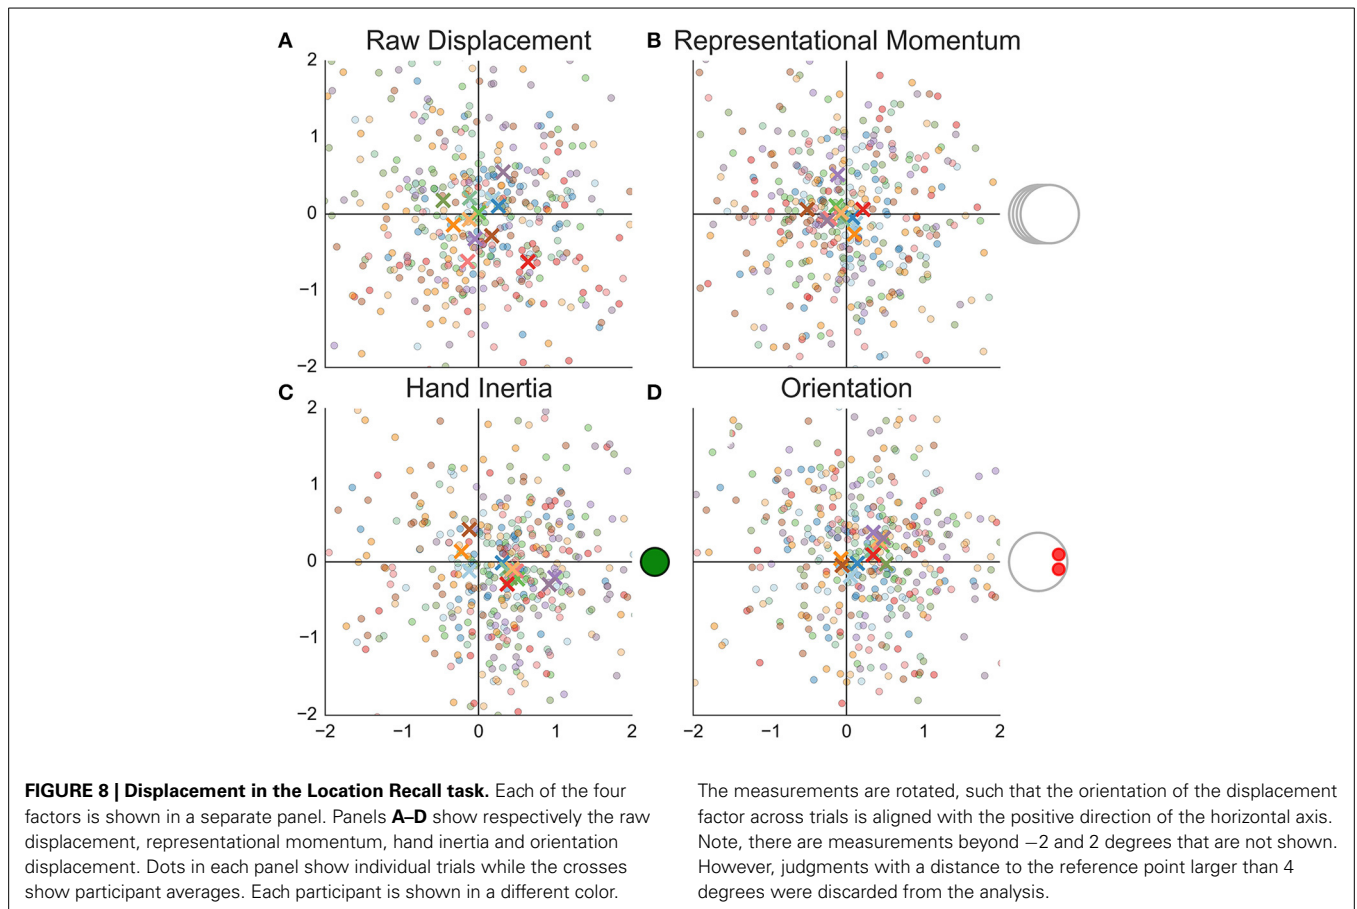 A Raw Displacement
B Representational Momentum
2
1
0
−1
−2
C Hand Inertia
D Orientation
2
1
0
−1
−2
−2 −1 0 1 2
−2 −1 0 1 2
FIGURE 8 | Displacement in the Location Recall task. Each of the four
factors is shown in a separate panel. Panels A–D show respectively the raw
displacement, representational momentum, hand inertia and orientation
displacement. Dots in each panel show individual trials while the crosses
show participant averages. Each participant is shown in a different color.
The measurements are rotated, such that the orientation of the displacement
factor across trials is aligned with the positive direction of the horizontal axis.
Note, there are measurements beyond −2 and 2 degrees that are not shown.
However, judgments with a distance to the reference point larger than 4
degrees were discarded from the analysis.